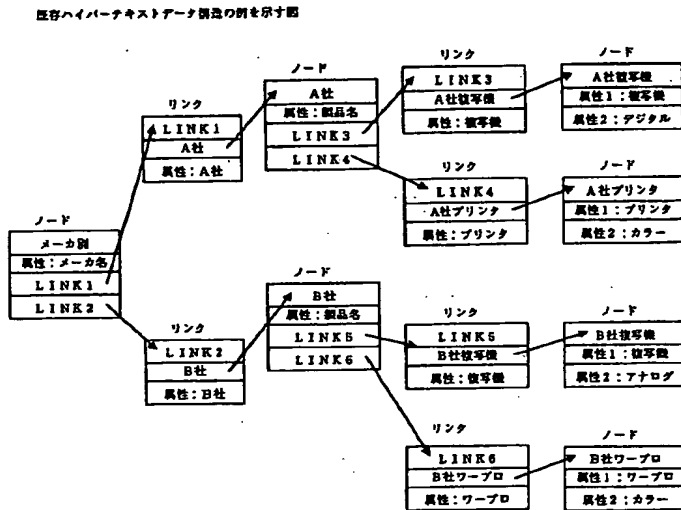 既存ハイパーテキストデータ構造の例を示す図
ノード
メーカ別
属性：メーカ名
LINK1
LINK2
リンク
LINK1
A社
属性：A社
リンク
LINK2
B社
属性：B社
ノード
A社
属性：製品名
LINK3
LINK4
ノード
B社
属性：製品名
LINK5
LINK6
リンク
LINK3
A社複写機
属性：複写機
ノード
A社複写機
属性1：複写機
属性2：デジタル
リンク
LINK4
A社プリンタ
属性：プリンタ
ノード
A社プリンタ
属性1：プリンタ
属性2：カラー
リンク
LINK5
B社複写機
属性：複写機
ノード
B社複写機
属性1：複写機
属性2：アナログ
リンク
LINK6
B社ワープロ
属性：ワープロ
ノード
B社ワープロ
属性1：ワープロ
属性2：カラー